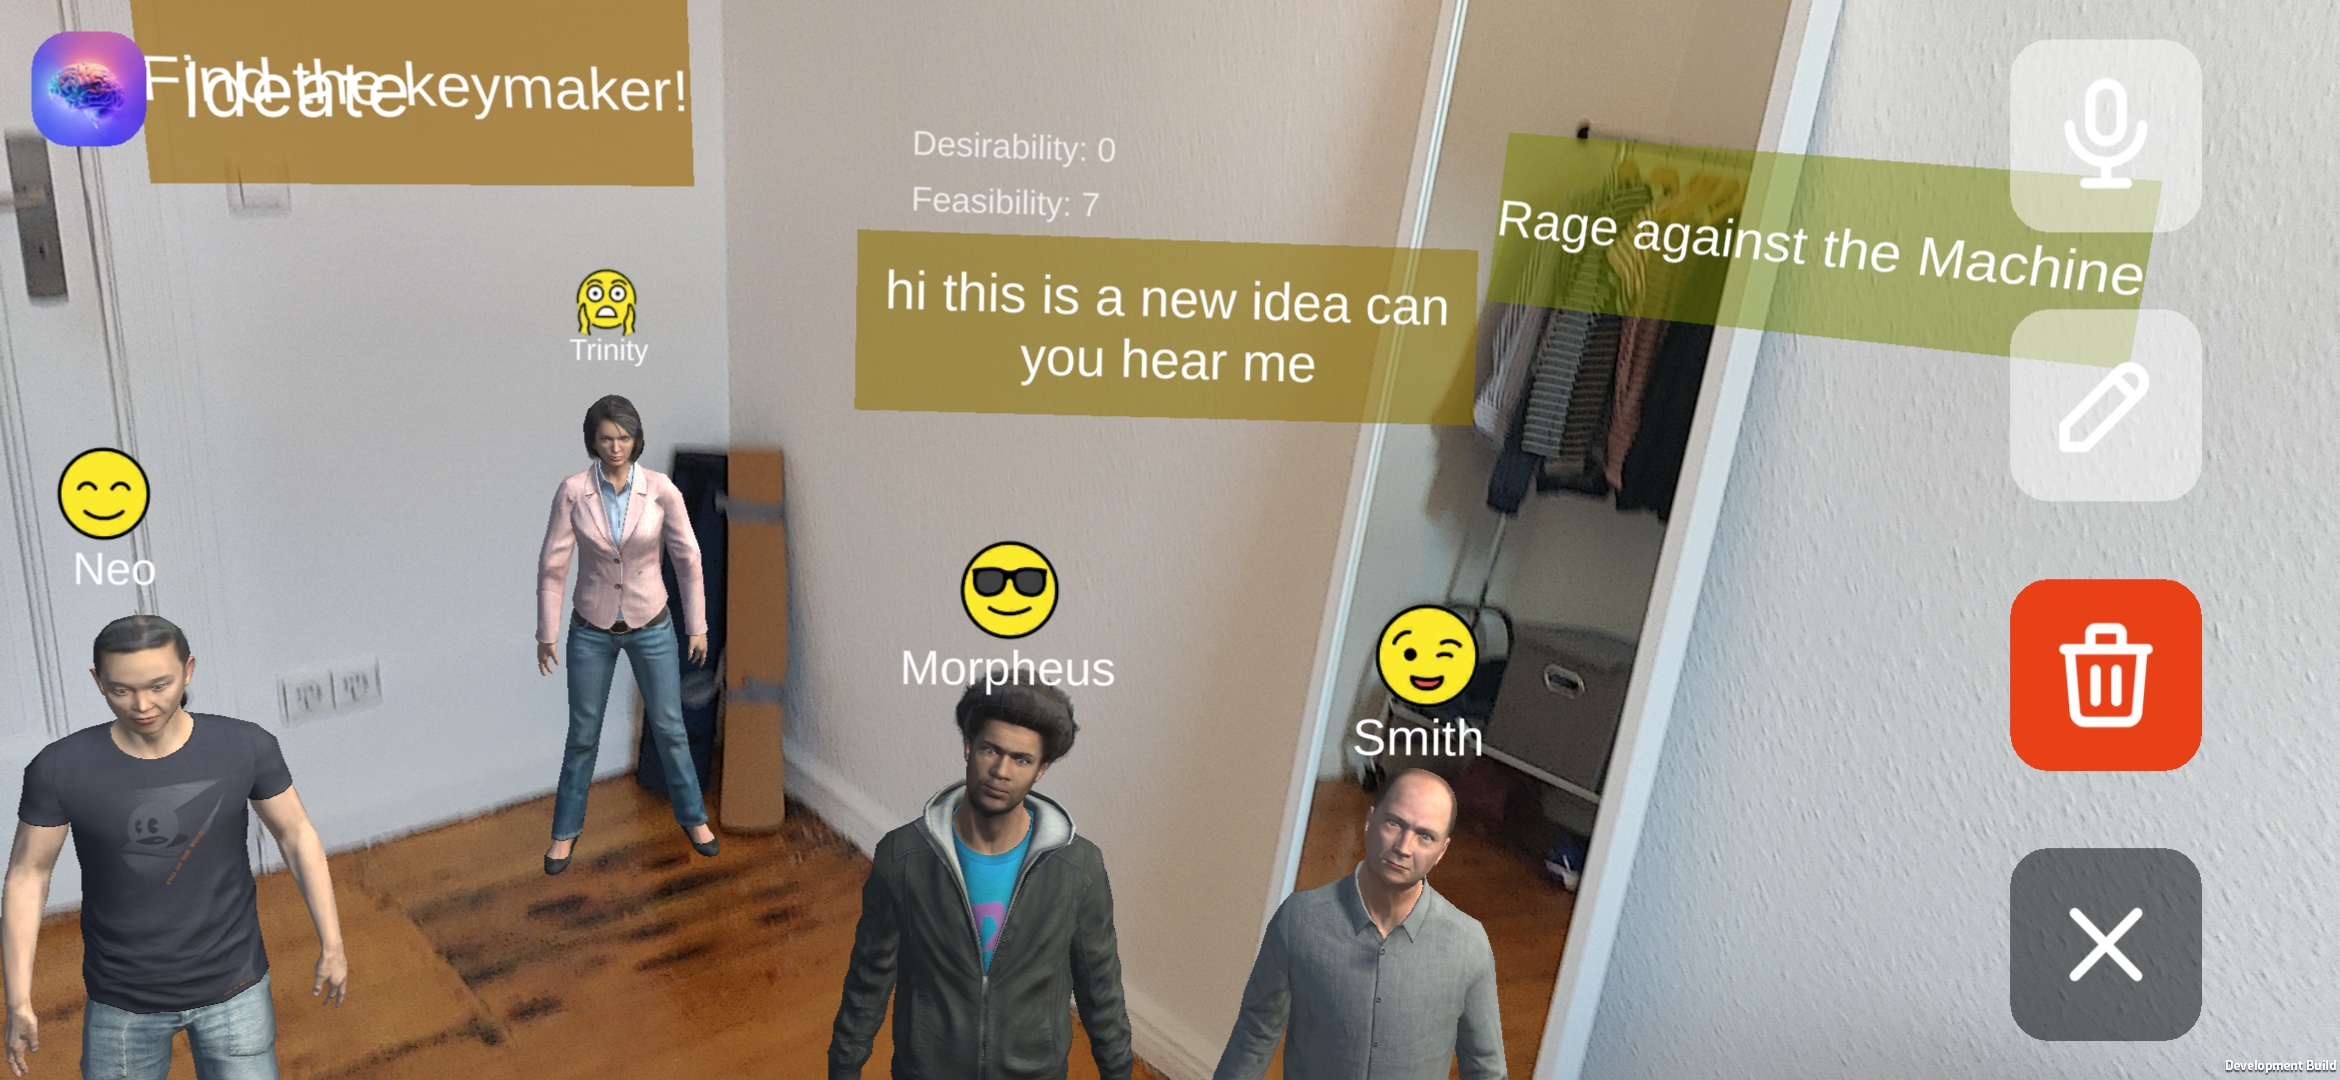 Find the keymaker!
Ideate
Desirability: 0
Feasibility: 7
hi this is a new idea can
you hear me
Rage against the Machine
Trinity
Neo
Morpheus
Smith
Development Build